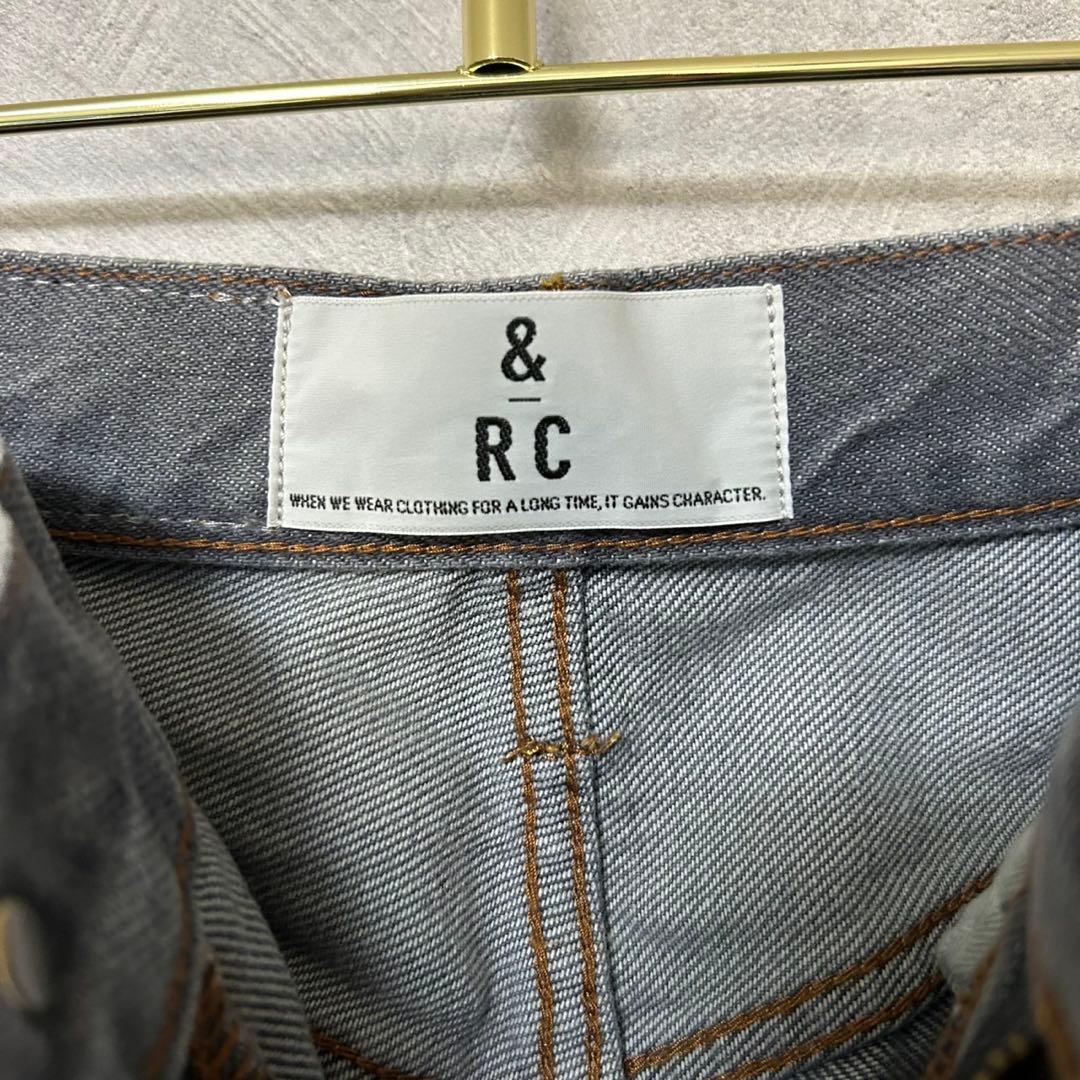 &
RC
WHEN WE WEAR CLOTHING FOR A LONG TIME, IT GAINS CHARACTER.